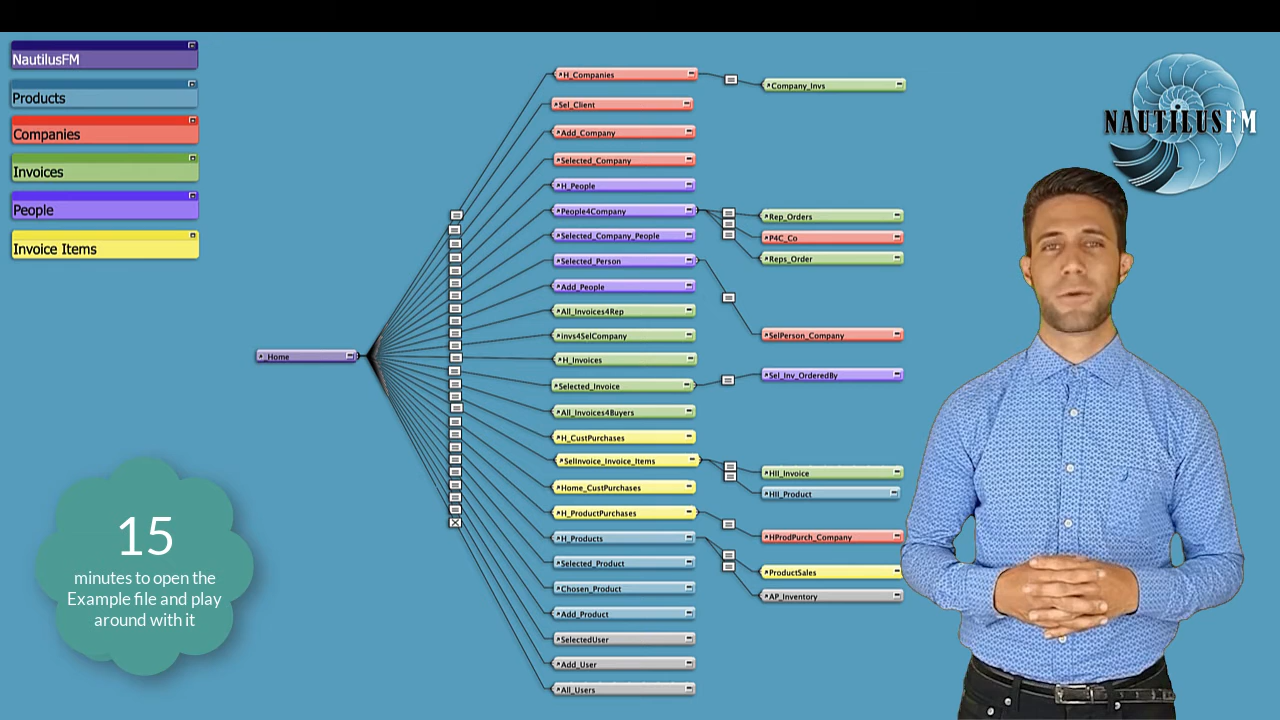 NautilusFM
Products
Companies
Invoices
People
Invoice Items
NAUTILUSFM
_Home
H_Companies
Sel_Client
Add_Company
Selected_Company
H_People
People4Company
Selected_Company_People
Selected_Person
Add_People
All_Invoices4Rep
invs4SelCompany
H_Invoices
Selected_Invoice
All_Invoices4Buyers
H_CustPurchases
SelInvoice_Invoice_Items
Home_CustPurchases
H_ProductPurchases
H_Products
Selected_Product
Chosen_Product
Add_Product
SelectedUser
Add_User
All_Users
Company_Invs
Rep_Orders
P4C_Co
Reps_Order
SelPerson_Company
Sel_Inv_OrderedBy
HII_Invoice
HII_Product
HProdPurch_Company
ProductSales
AP_Inventory
15
minutes to open the
Example file and play
around with it